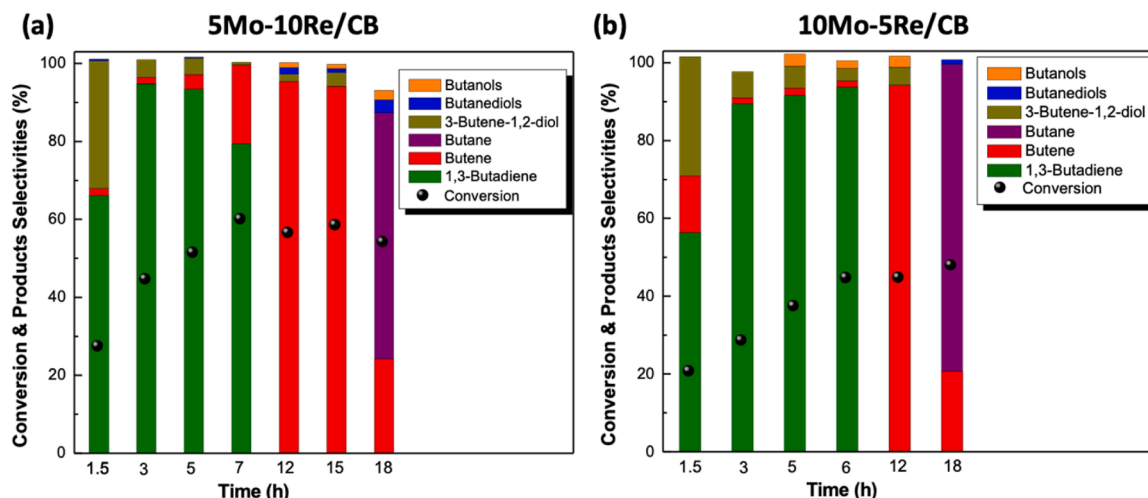 (a) 5Mo-10Re/CB
Conversion & Products Selectivities (%)
100
80
60
40
20
0
Butanols
Butanediols
3-Butene-1,2-diol
Butane
Butene
1,3-Butadiene
Conversion
1.5 3 5 7 12 15 18
Time (h)
(b) 10Mo-5Re/CB
Conversion & Products Selectivities (%)
100
80
60
40
20
0
Butanols
Butanediols
3-Butene-1,2-diol
Butane
Butene
1,3-Butadiene
Conversion
1.5 3 5 6 12 18
Time (h)